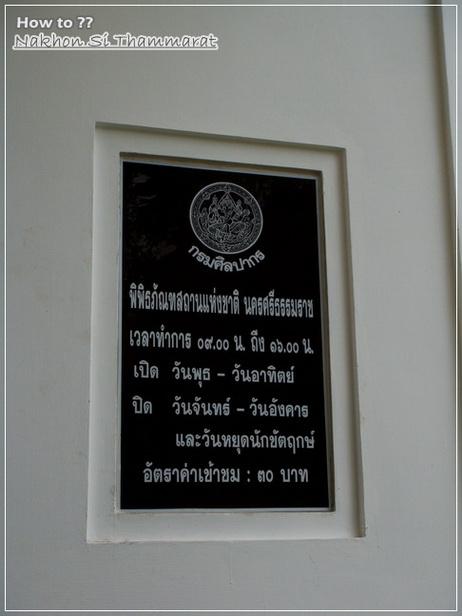 How to ??
Nakhon Si Thammarat
กรมศิลปากร
พิพิธภัณฑสถานแห่งชาติ นครศรีธรรมราช
เวลาทำการ ๐๙.๐๐ น. ถึง ๑๖.๐๐ น.
เปิด วันพุธ - วันอาทิตย์
ปิด วันจันทร์ - วันอังคาร
และวันหยุดนักขัตฤกษ์
อัตราค่าเข้าชม : ๓๐ บาท